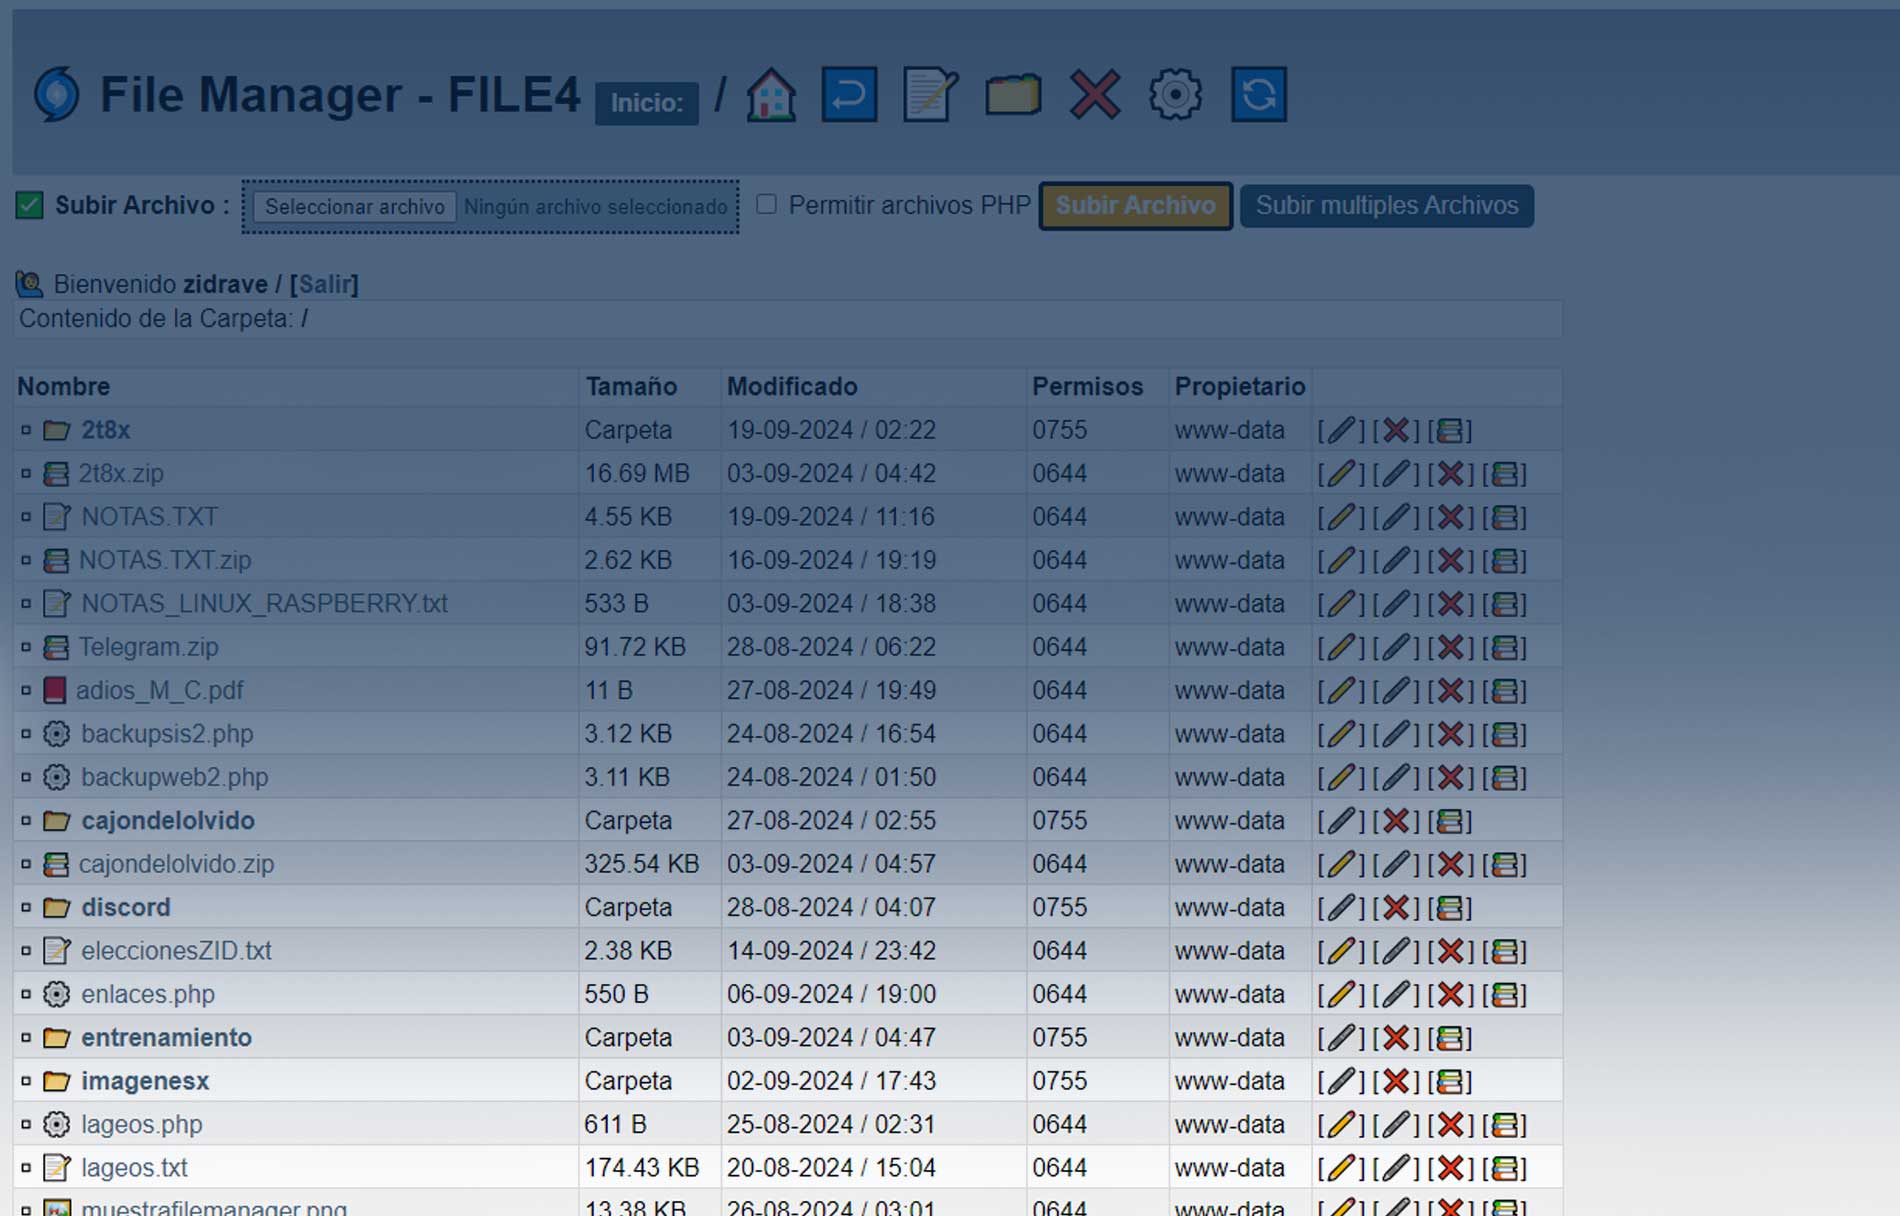 File Manager - FILE4 Inicio: /
Subir Archivo : Seleccionar archivo Ningún archivo seleccionado Permitir archivos PHP Subir Archivo Subir multiples Archivos
Bienvenido zidrave / [Salir]
Contenido de la Carpeta: /
Nombre Tamaño Modificado Permisos Propietario
2t8x Carpeta 19-09-2024 / 02:22 0755 www-data [ ] [ ] [ ]
2t8x.zip 16.69 MB 03-09-2024 / 04:42 0644 www-data [ ] [ ] [ ] [ ]
NOTAS.TXT 4.55 KB 19-09-2024 / 11:16 0644 www-data [ ] [ ] [ ] [ ]
NOTAS.TXT.zip 2.62 KB 16-09-2024 / 19:19 0644 www-data [ ] [ ] [ ] [ ]
NOTAS_LINUX_RASPBERRY.txt 533 B 03-09-2024 / 18:38 0644 www-data [ ] [ ] [ ] [ ]
Telegram.zip 91.72 KB 28-08-2024 / 06:22 0644 www-data [ ] [ ] [ ] [ ]
adios_M_C.pdf 11 B 27-08-2024 / 19:49 0644 www-data [ ] [ ] [ ] [ ]
backupsis2.php 3.12 KB 24-08-2024 / 16:54 0644 www-data [ ] [ ] [ ] [ ]
backupweb2.php 3.11 KB 24-08-2024 / 01:50 0644 www-data [ ] [ ] [ ] [ ]
cajondelolvido Carpeta 27-08-2024 / 02:55 0755 www-data [ ] [ ] [ ]
cajondelolvido.zip 325.54 KB 03-09-2024 / 04:57 0644 www-data [ ] [ ] [ ] [ ]
discord Carpeta 28-08-2024 / 04:07 0755 www-data [ ] [ ] [ ]
eleccionesZID.txt 2.38 KB 14-09-2024 / 23:42 0644 www-data [ ] [ ] [ ] [ ]
enlaces.php 550 B 06-09-2024 / 19:00 0644 www-data [ ] [ ] [ ] [ ]
entrenamiento Carpeta 03-09-2024 / 04:47 0755 www-data [ ] [ ] [ ]
imagenesx Carpeta 02-09-2024 / 17:43 0755 www-data [ ] [ ] [ ]
lageos.php 611 B 25-08-2024 / 02:31 0644 www-data [ ] [ ] [ ] [ ]
lageos.txt 174.43 KB 20-08-2024 / 15:04 0644 www-data [ ] [ ] [ ] [ ]
muestrafilemanager.png 13.38 KB 26-08-2024 / 03:01 0644 www-data [ ] [ ] [ ] [ ]